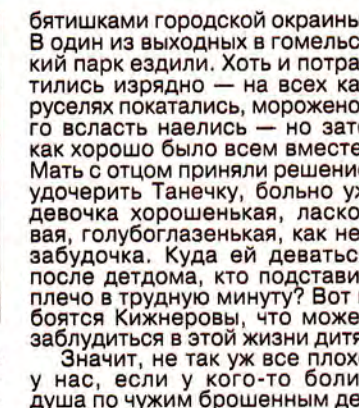 бятишками городской окраины
В один из выходных в гомельс
кий парк ездили. Хоть и потра
тились изрядно — на всех ка
руселях покатались, морожено
го всласть наелись — но зат
как хорошо было всем вместе
Мать с отцом приняли решени
удочерить Танечку, больно у
девочка хорошенькая, ласко
вая, голубоглазенькая, как не
забудочка. Куда ей деватьс
после детдома, кто подстави
плечо в трудную минуту? Вот
боятся Кижнеровы, что може
заблудиться в этой жизни дитя
Значит, не так уж все плох
у нас, если у кого-то боли
душа по чужим брошенным де